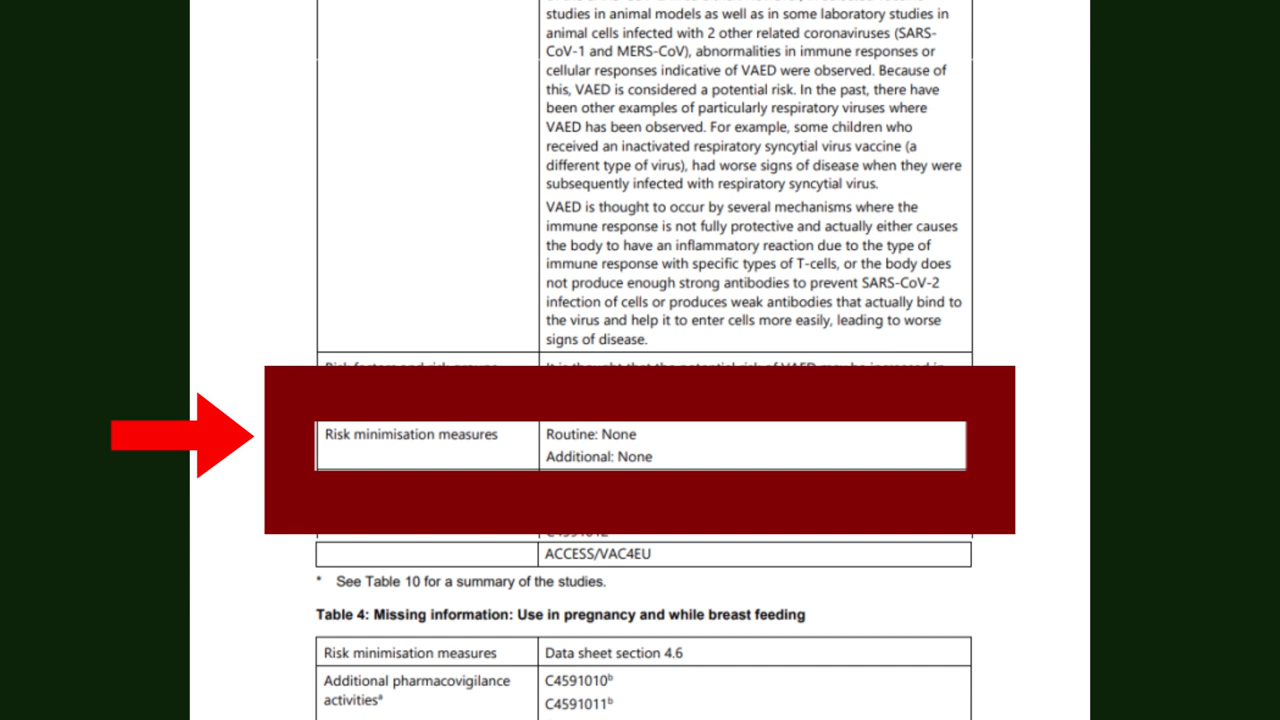 studies in animal models as well as in some laboratory studies in
animal cells infected with 2 other related coronaviruses (SARS-
CoV-1 and MERS-CoV), abnormalities in immune responses or
cellular responses indicative of VAED were observed. Because of
this, VAED is considered a potential risk. In the past, there have
been other examples of particularly respiratory viruses where
VAED has been observed. For example, some children who
received an inactivated respiratory syncytial virus vaccine (a
different type of virus), had worse signs of disease when they were
subsequently infected with respiratory syncytial virus.
VAED is thought to occur by several mechanisms where the
immune response is not fully protective and actually either causes
the body to have an inflammatory reaction due to the type of
immune response with specific types of T-cells, or the body does
not produce enough strong antibodies to prevent SARS-CoV-2
infection of cells or produces weak antibodies that actually bind to
the virus and help it to enter cells more easily, leading to worse
signs of disease.
Risk minimisation measures
Routine: None
Additional: None
ACCESS/VAC4EU
* See Table 10 for a summary of the studies.
Table 4: Missing information: Use in pregnancy and while breast feeding
Risk minimisation measures
Data sheet section 4.6
Additional pharmacovigilance
activitiesᵃ
C4591010ᵇ
C4591011ᵇ